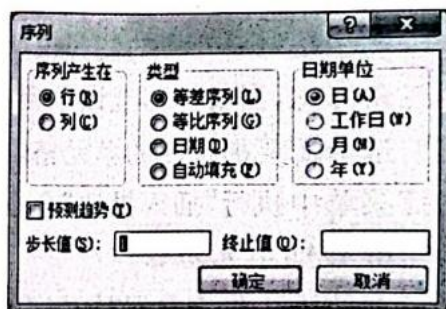 序列
序列产生在
行(R)
列(C)
类型
等差序列(L)
等比序列(G)
日期(D)
自动填充(F)
日期单位
日(A)
工作日(W)
月(M)
年(Y)
预测趋势(T)
步长值(S): 1
终止值(O):
确定
取消